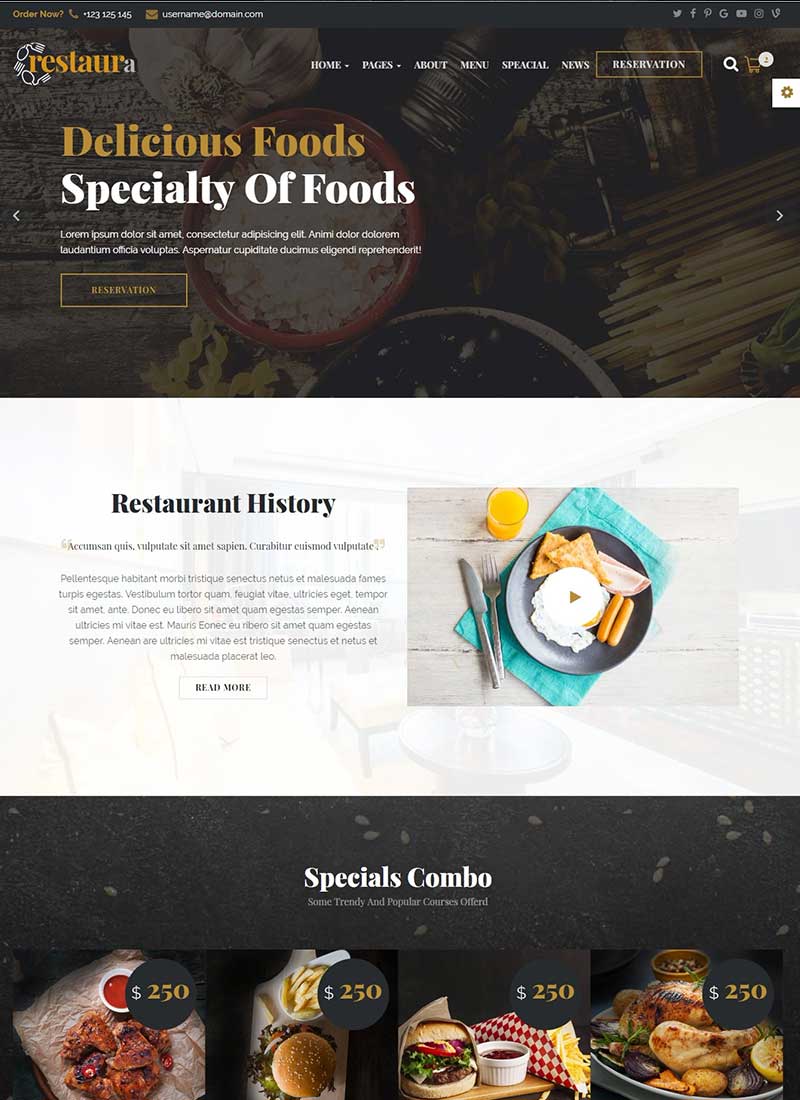 Order Now? +123 125 145 username@domain.com
restaura
HOME PAGES ABOUT MENU SPEACIAL NEWS RESERVATION
2
Delicious Foods
Specialty Of Foods
Lorem ipsum dolor sit amet, consectetur adipisicing elit. Animi dolor dolorem
laudantium officia voluptas. Aspernatur cupiditate ducimus eligendi reprehenderit!
RESERVATION
Restaurant History
“Accumsan quis, vulputate sit amet sapien. Curabitur euismod vulputate .”
Pellentesque habitant morbi tristique senectus netus et malesuada fames
turpis egestas. Vestibulum tortor quam, feugiat vitae, ultricies eget, tempor
sit amet, ante. Donec eu libero sit amet quam egestas semper. Aenean
ultricies mi vitae est. Mauris Eonec eu ribero sit amet quam egestas
semper. Aenean are ultricies mi vitae est tristique senectus et netus et
malesuada placerat leo.
READ MORE
Specials Combo
Some Trendy And Popular Courses Offerd
$ 250
$ 250
$ 250
$ 250